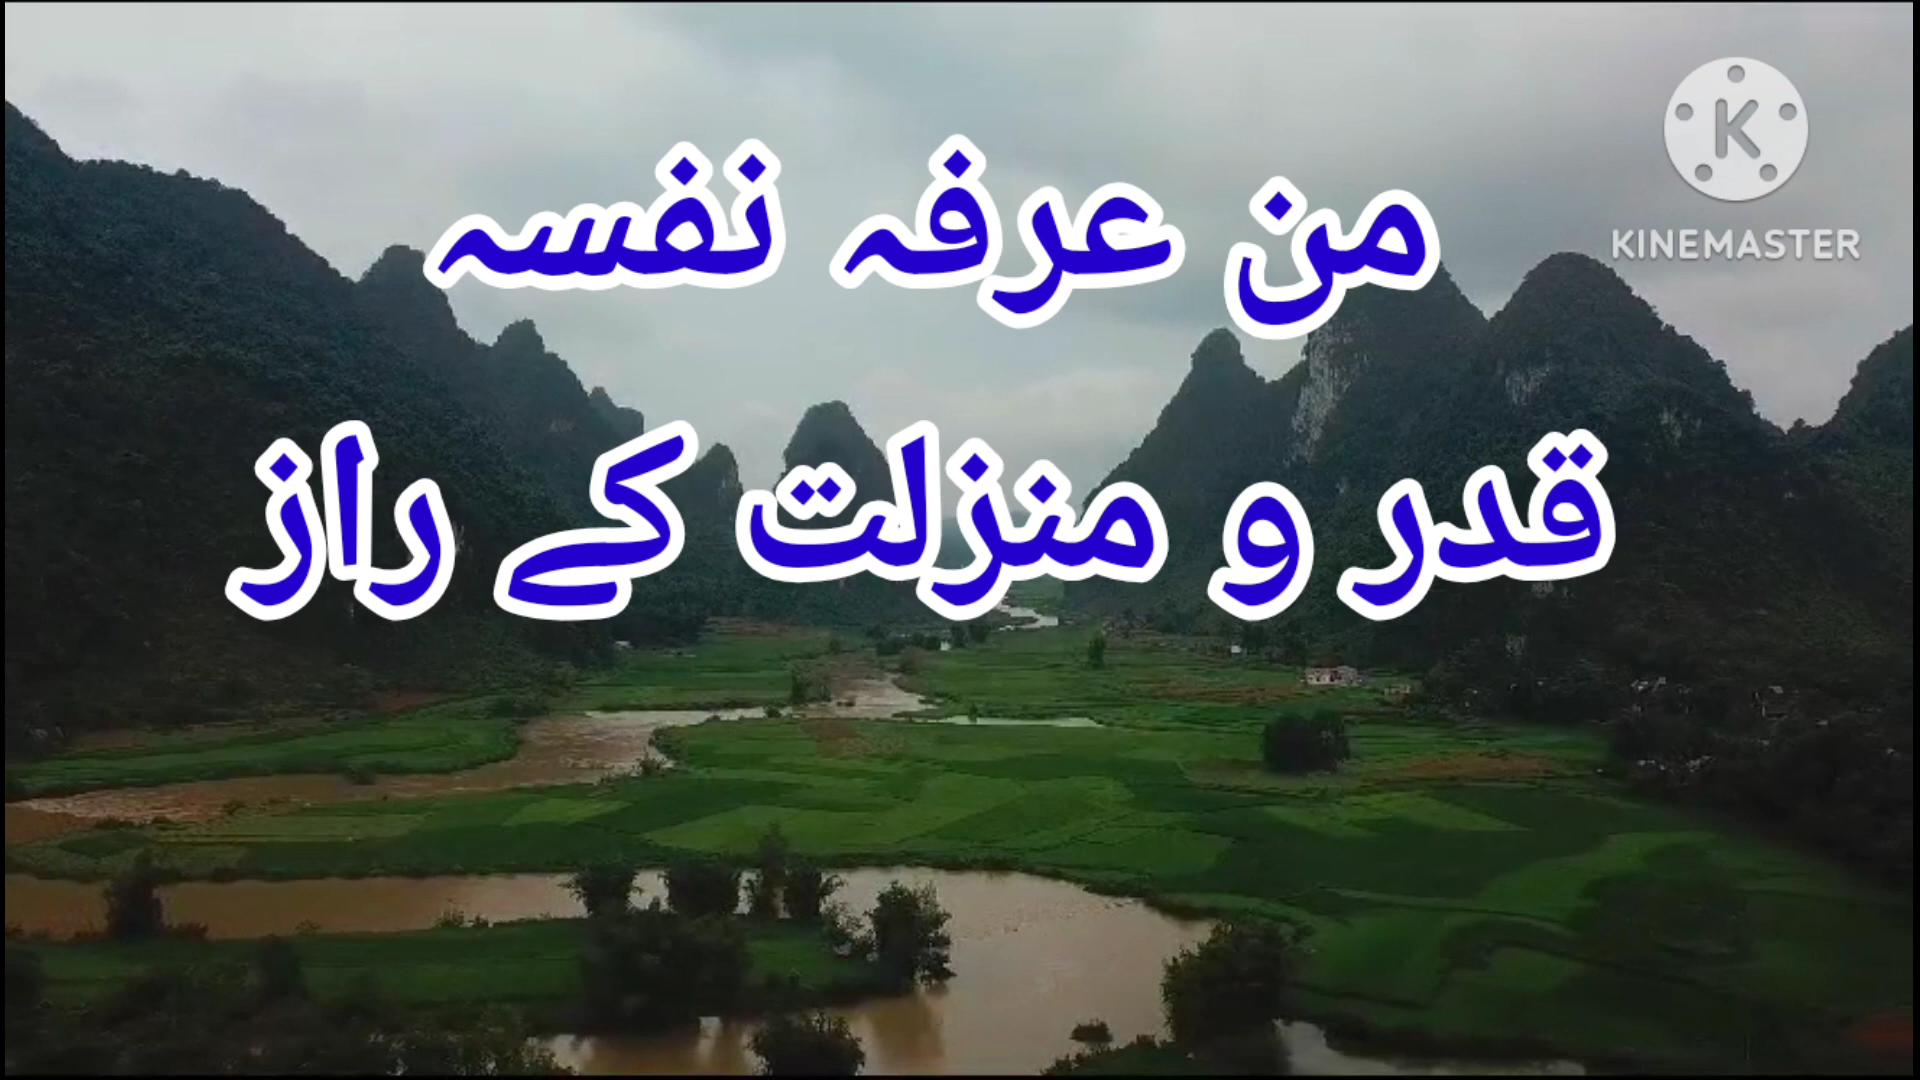 من عرفہ نفسہ
قدر و منزلت کے راز
K
KINEMASTER